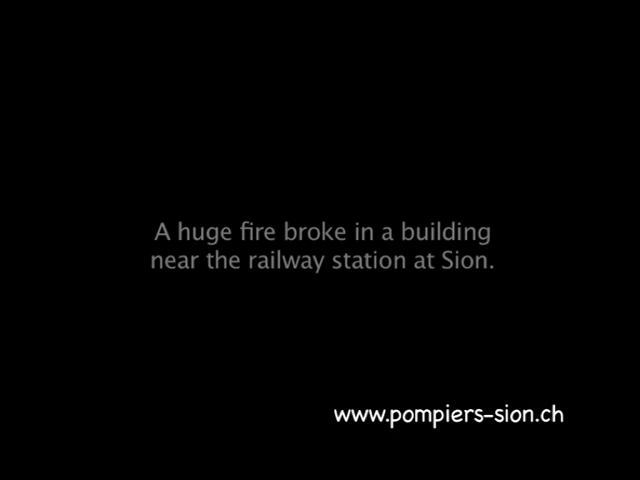 A huge fire broke in a building
near the railway station at Sion.
www.pompiers-sion.ch